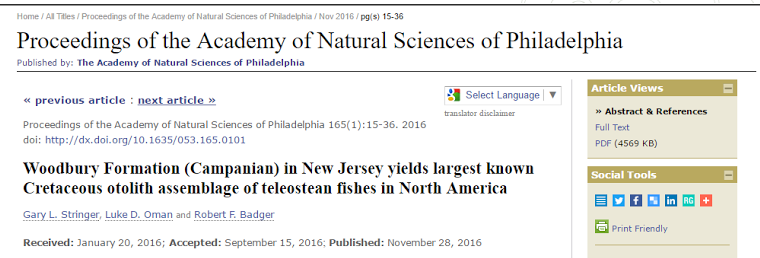 Home / All Titles / Proceedings of the Academy of Natural Sciences of Philadelphia / Nov 2016 / pg(s) 15-36
Proceedings of the Academy of Natural Sciences of Philadelphia
Published by: The Academy of Natural Sciences of Philadelphia
« previous article : next article »
Select Language ▼
translator disclaimer
Proceedings of the Academy of Natural Sciences of Philadelphia 165(1):15-36. 2016
doi: http://dx.doi.org/10.1635/053.165.0101
Woodbury Formation (Campanian) in New Jersey yields largest known
Cretaceous otolith assemblage of teleostean fishes in North America
Gary L. Stringer, Luke D. Oman and Robert F. Badger
Received: January 20, 2016; Accepted: September 15, 2016; Published: November 28, 2016
Article Views
» Abstract & References
Full Text
PDF (4569 KB)
Social Tools
RG
Print Friendly